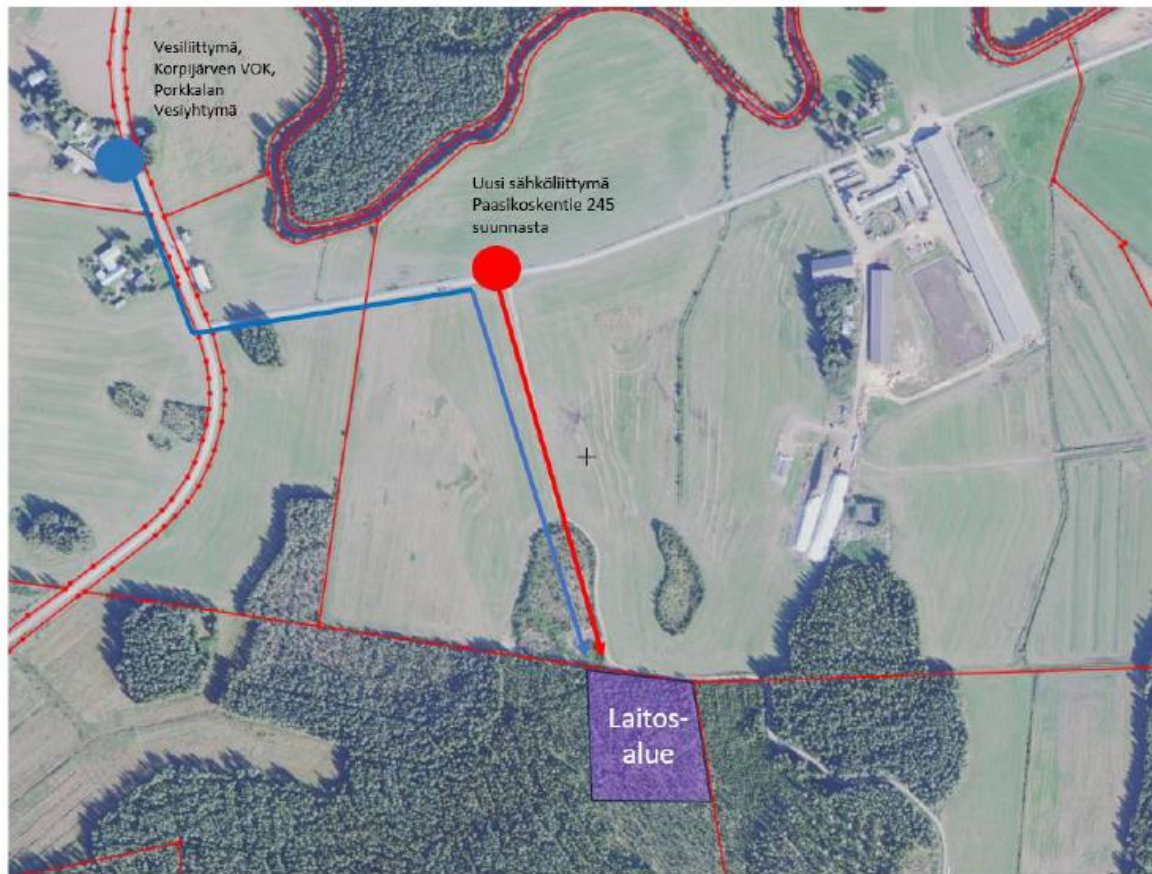 Vesiliittymä,
Korpijärven VOK,
Porkkalan
Vesiyhtymä
Uusi sähköliittymä
Paasikoskentie 245
suunnasta
Laitos-
alue